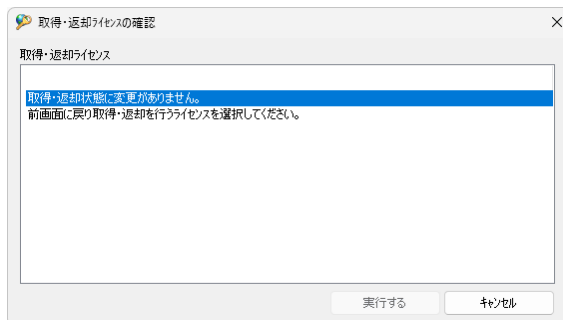 取得・返却ﾗｲｾﾝｽの確認
取得・返却ライセンス
取得・返却状態に変更がありません。
前画面に戻り取得・返却を行うライセンスを選択してください。
実行する
ｷｬﾝｾﾙ